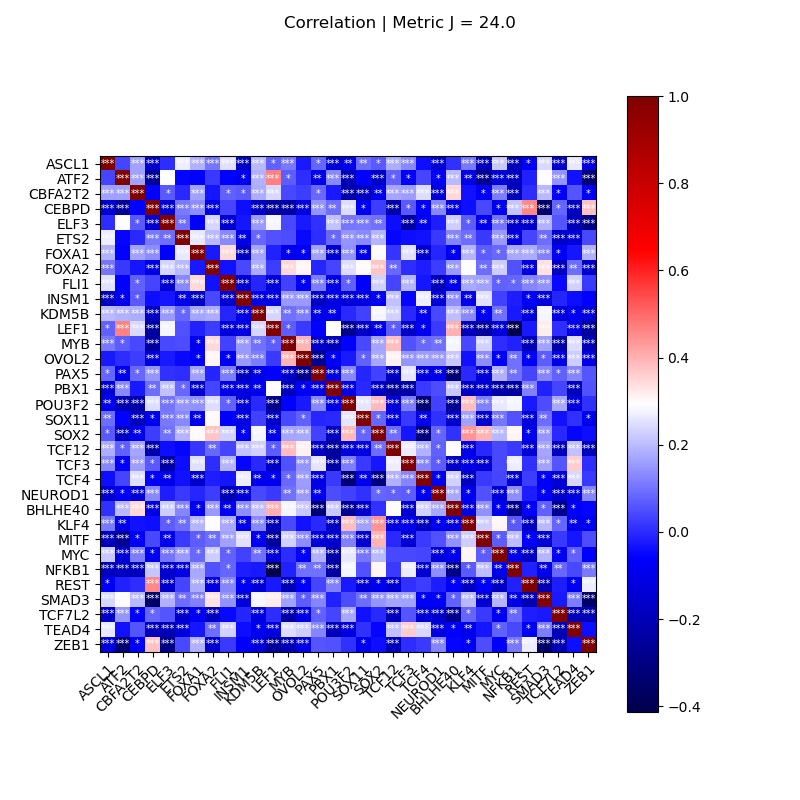 Correlation | Metric J = 24.0
ASCL1
ATF2
CBFA2T2
CEBPD
ELF3
ETS2
FOXA1
FOXA2
FLI1
INSM1
KDM5B
LEF1
MYB
OVOL2
PAX5
PBX1
POU3F2
SOX11
SOX2
TCF12
TCF3
TCF4
NEUROD1
BHLHE40
KLF4
MITF
MYC
NFKB1
REST
SMAD3
TCF7L2
TEAD4
ZEB1
ASCL1 ATF2 CBFA2T2 CEBPD ELF3 ETS2 FOXA1 FOXA2 FLI1 INSM1 KDM5B LEF1 MYB OVOL2 PAX5 PBX1 POU3F2 SOX11 SOX2 TCF12 TCF3 TCF4 NEUROD1 BHLHE40 KLF4 MITF MYC NFKB1 REST SMAD3 TCF7L2 TEAD4 ZEB1
1.0
0.8
0.6
0.4
0.2
0.0
−0.2
−0.4